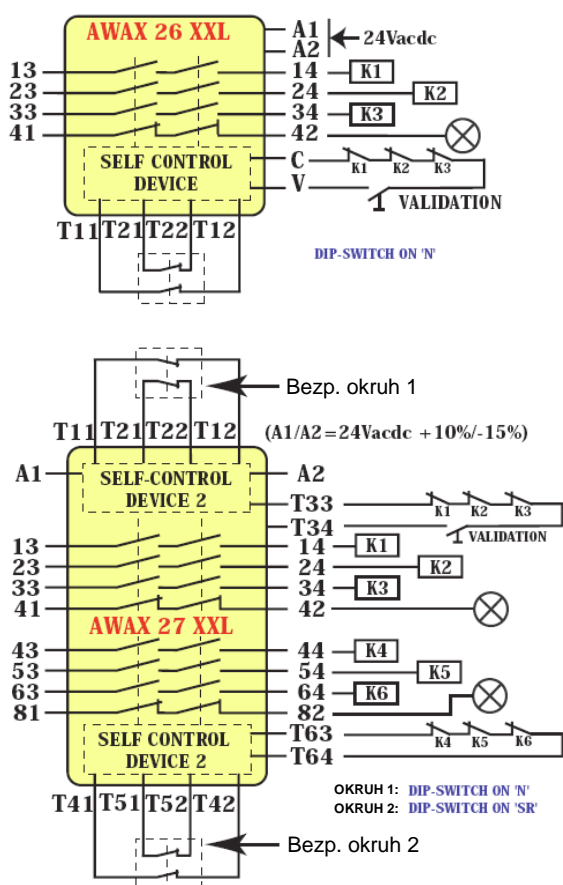 AWAX 26 XXL
A1
A2
24Vacdc
13 14 K1
23 24 K2
33 34 K3
41 42
SELF CONTROL DEVICE
C K1 K2 K3
V VALIDATION
T11 T21 T22 T12
DIP-SWITCH ON 'N'
Bezp. okruh 1
T11 T21 T22 T12 (A1/A2=24Vacdc +10%/-15%)
A1 A2
SELF-CONTROL DEVICE 2
T33 K1 K2 K3
T34 VALIDATION
13 14 K1
23 24 K2
33 34 K3
41 42
AWAX 27 XXL
43 44 K4
53 54 K5
63 64 K6
81 82
SELF CONTROL DEVICE 2
T63 K4 K5 K6
T64
T41 T51 T52 T42
OKRUH 1: DIP-SWITCH ON 'N'
OKRUH 2: DIP-SWITCH ON 'SR'
Bezp. okruh 2